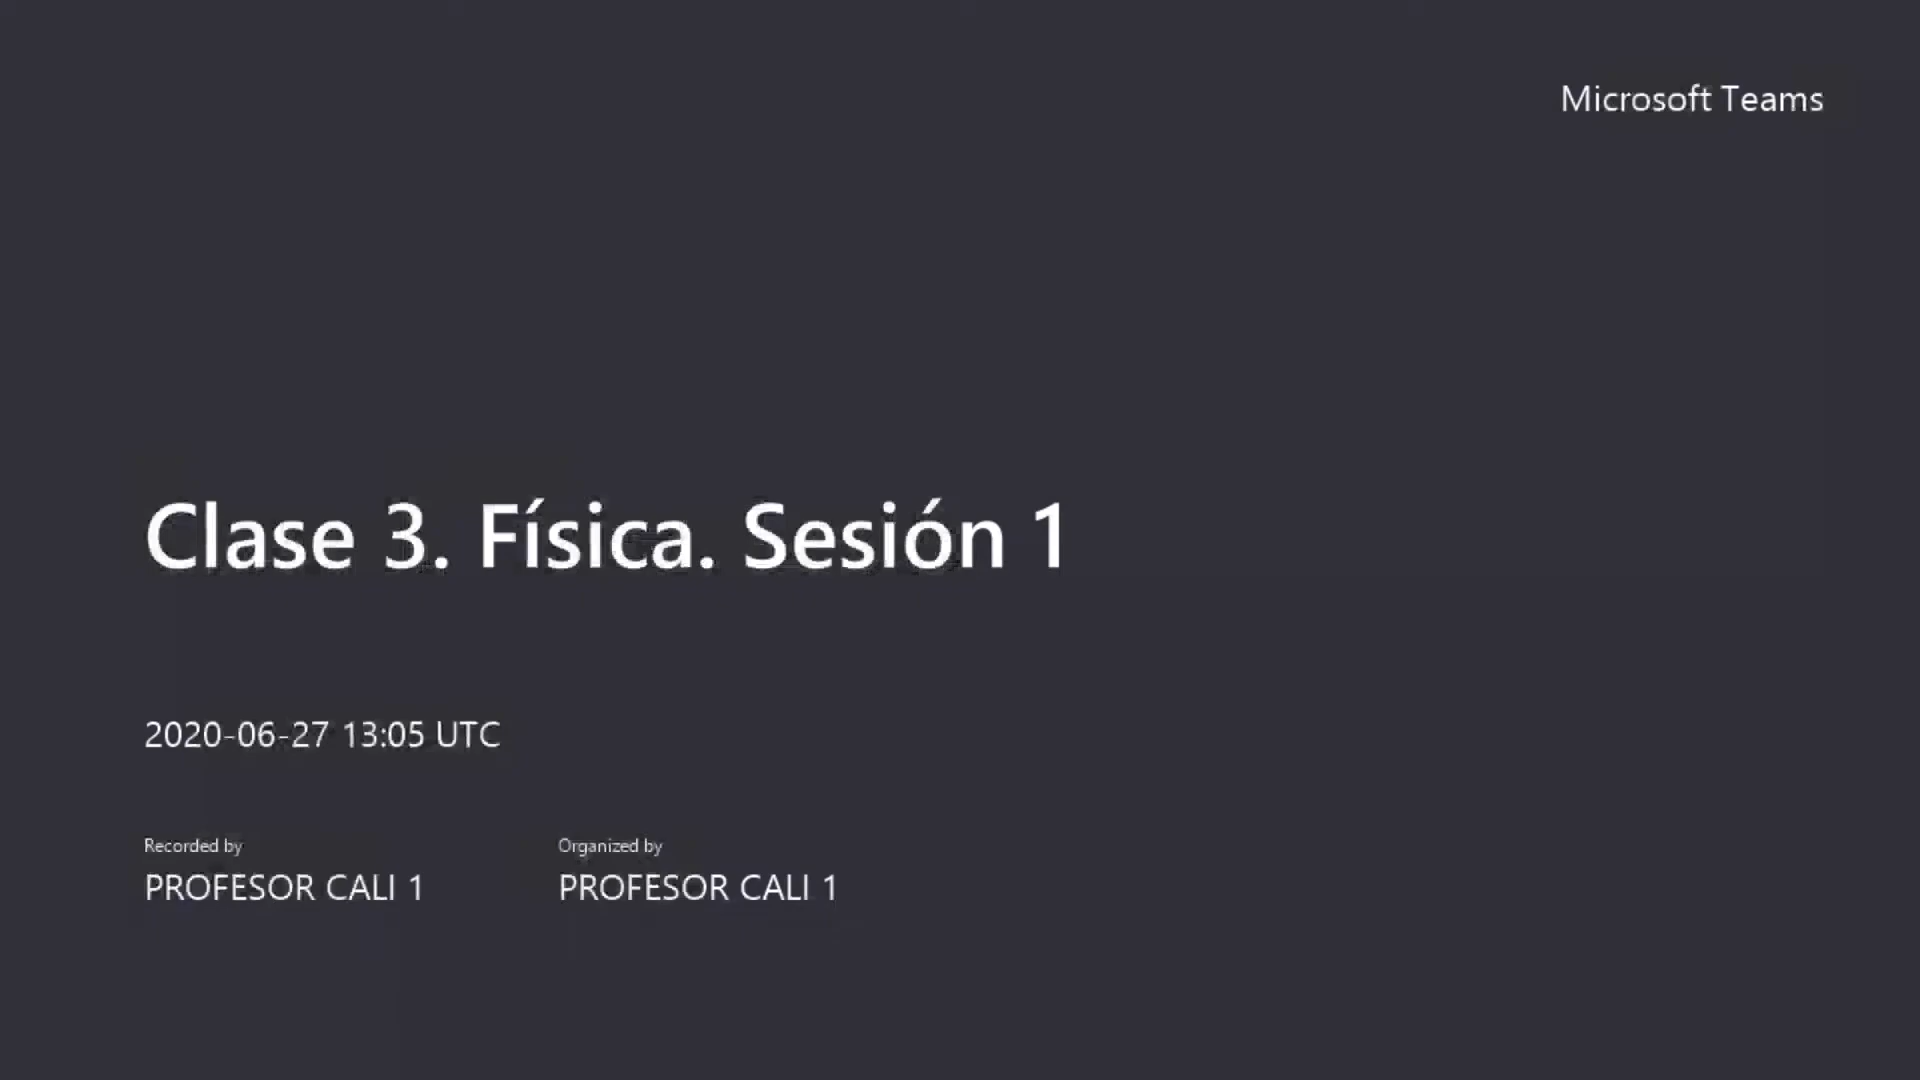 Microsoft Teams
Clase 3. Física. Sesión 1
2020-06-27 13:05 UTC
Recorded by
PROFESOR CALI 1
Organized by
PROFESOR CALI 1